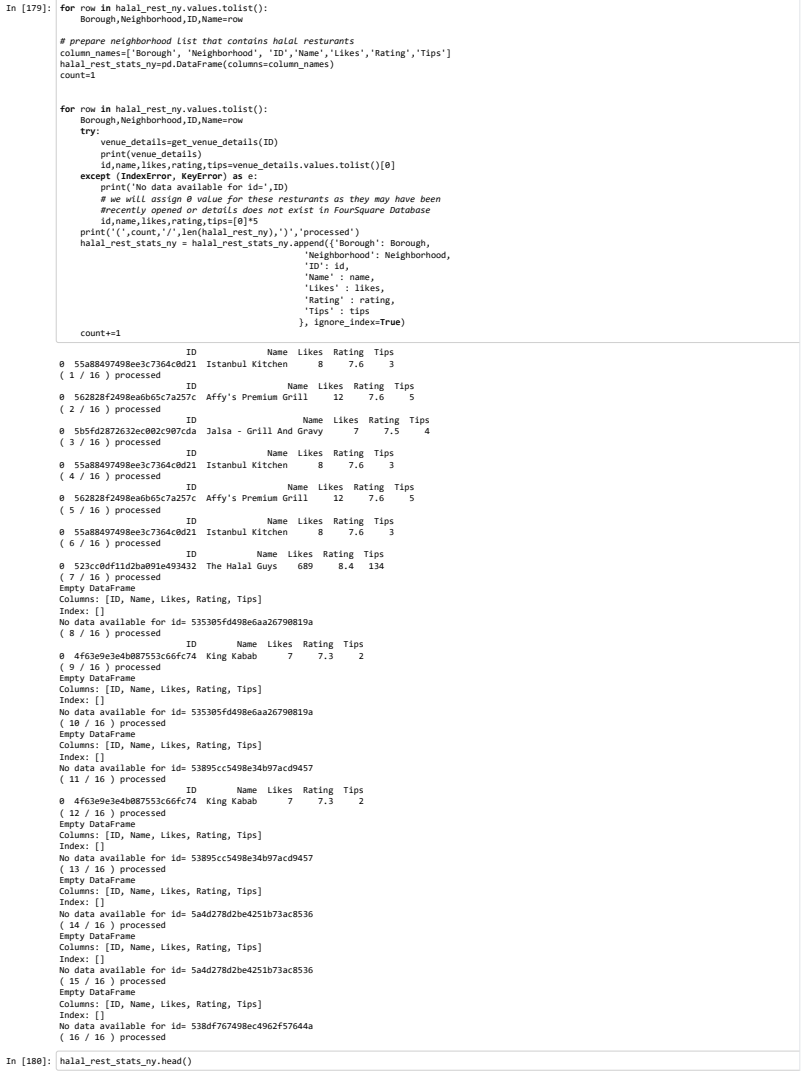 In [179]: for row in halal_rest_ny.values.tolist():
    Borough,Neighborhood,ID,Name=row
# prepare neighborhood list that contains halal resturants
column_names=['Borough', 'Neighborhood', 'ID','Name','Likes','Rating','Tips']
halal_rest_stats_ny=pd.DataFrame(columns=column_names)
count=1
for row in halal_rest_ny.values.tolist():
    Borough,Neighborhood,ID,Name=row
    try:
        venue_details=get_venue_details(ID)
        print(venue_details)
        id,name,likes,rating,tips=venue_details.values.tolist()[0]
    except (IndexError, KeyError) as e:
        print('No data available for id=',ID)
        # we will assign 0 value for these resturants as they may have been
        #recently opened or details does not exist in FourSquare Database
        id,name,likes,rating,tips=[0]*5
    print('(',count,'/',len(halal_rest_ny),')','processed')
    halal_rest_stats_ny = halal_rest_stats_ny.append({'Borough': Borough,
                                                'Neighborhood': Neighborhood,
                                                'ID': id,
                                                'Name' : name,
                                                'Likes' : likes,
                                                'Rating' : rating,
                                                'Tips' : tips
                                               }, ignore_index=True)
    count+=1
ID Name Likes Rating Tips
0 55a88497498ee3c7364c0d21 Istanbul Kitchen 8 7.6 3
( 1 / 16 ) processed
ID Name Likes Rating Tips
0 562828f2498ea6b65c7a257c Affy's Premium Grill 12 7.6 5
( 2 / 16 ) processed
ID Name Likes Rating Tips
0 5b5fd2872632ec002c907cda Jalsa - Grill And Gravy 7 7.5 4
( 3 / 16 ) processed
ID Name Likes Rating Tips
0 55a88497498ee3c7364c0d21 Istanbul Kitchen 8 7.6 3
( 4 / 16 ) processed
ID Name Likes Rating Tips
0 562828f2498ea6b65c7a257c Affy's Premium Grill 12 7.6 5
( 5 / 16 ) processed
ID Name Likes Rating Tips
0 55a88497498ee3c7364c0d21 Istanbul Kitchen 8 7.6 3
( 6 / 16 ) processed
ID Name Likes Rating Tips
0 523cc0df11d2ba091e493432 The Halal Guys 689 8.4 134
( 7 / 16 ) processed
Empty DataFrame
Columns: [ID, Name, Likes, Rating, Tips]
Index: []
No data available for id= 535305fd498e6aa26790819a
( 8 / 16 ) processed
ID Name Likes Rating Tips
0 4f63e9e3e4b087553c66fc74 King Kabab 7 7.3 2
( 9 / 16 ) processed
Empty DataFrame
Columns: [ID, Name, Likes, Rating, Tips]
Index: []
No data available for id= 535305fd498e6aa26790819a
( 10 / 16 ) processed
Empty DataFrame
Columns: [ID, Name, Likes, Rating, Tips]
Index: []
No data available for id= 53895cc5498e34b97acd9457
( 11 / 16 ) processed
ID Name Likes Rating Tips
0 4f63e9e3e4b087553c66fc74 King Kabab 7 7.3 2
( 12 / 16 ) processed
Empty DataFrame
Columns: [ID, Name, Likes, Rating, Tips]
Index: []
No data available for id= 53895cc5498e34b97acd9457
( 13 / 16 ) processed
Empty DataFrame
Columns: [ID, Name, Likes, Rating, Tips]
Index: []
No data available for id= 5a4d278d2be4251b73ac8536
( 14 / 16 ) processed
Empty DataFrame
Columns: [ID, Name, Likes, Rating, Tips]
Index: []
No data available for id= 5a4d278d2be4251b73ac8536
( 15 / 16 ) processed
Empty DataFrame
Columns: [ID, Name, Likes, Rating, Tips]
Index: []
No data available for id= 538df767498ec4962f57644a
( 16 / 16 ) processed
In [180]: halal_rest_stats_ny.head()